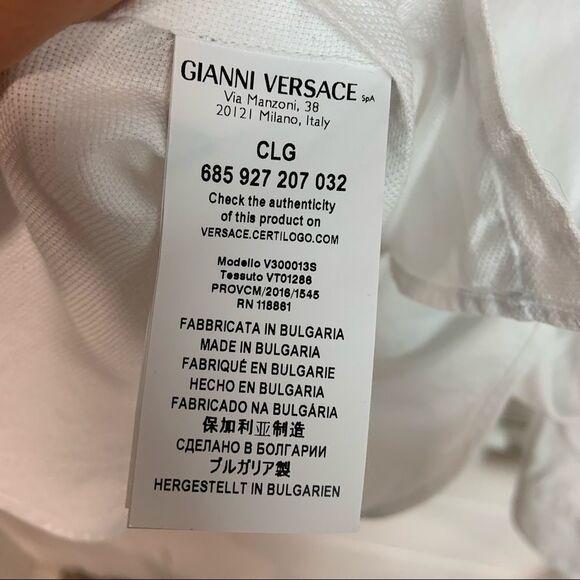 GIANNI VERSACE SpA
Via Manzoni, 38
20121 Milano, Italy
CLG
685 927 207 032
Check the authenticity
of this product on
VERSACE.CERTILOGO.COM
Modello V300013S
Tessuto VT01286
PROVCM/2016/1545
RN 118861
FABBRICATA IN BULGARIA
MADE IN BULGARIA
FABRIQUÉ EN BULGARIE
HECHO EN BULGARIA
FABRICADO NA BULGÁRIA
保加利亚制造
СДЕЛАНО В БОЛГАРИИ
ブルガリア製
HERGESTELLT IN BULGARIEN